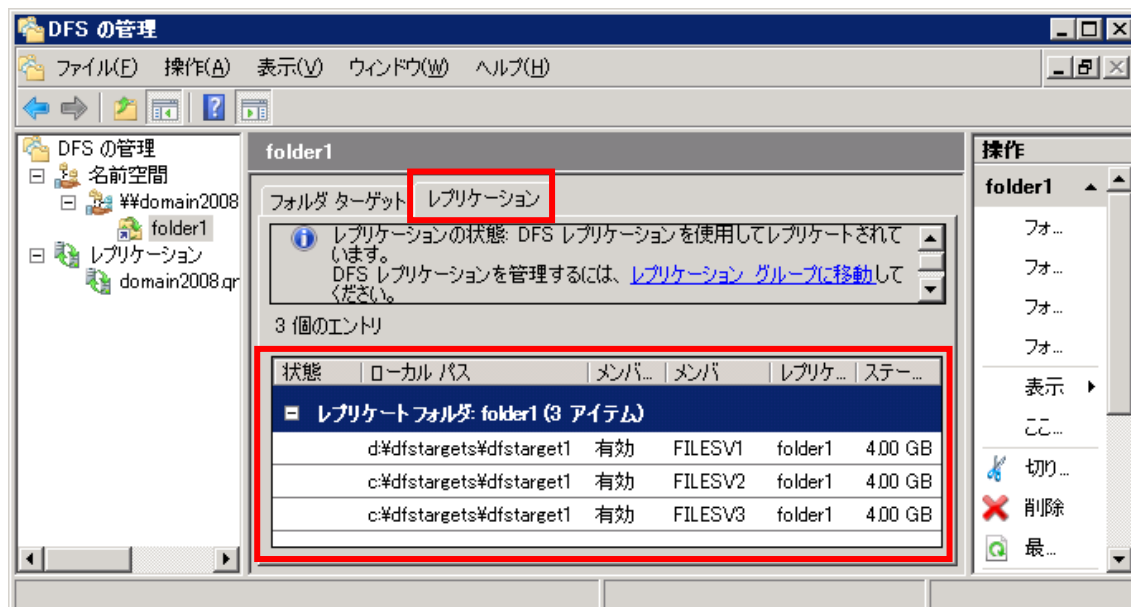 DFS の管理
ファイル(F) 操作(A) 表示(V) ウィンドウ(W) ヘルプ(H)
DFS の管理
名前空間
¥¥domain2008
folder1
レプリケーション
domain2008.gr
folder1
フォルダ ターゲット レプリケーション
レプリケーションの状態: DFS レプリケーションを使用してレプリケートされて
います。
DFS レプリケーションを管理するには、レプリケーション グループに移動して
ください。
3 個のエントリ
状態 ローカル パス メンバ... メンバ レプリケ... ステー...
レプリケート フォルダ: folder1 (3 アイテム)
d:¥dfstargets¥dfstarget1 有効 FILESV1 folder1 4.00 GB
c:¥dfstargets¥dfstarget1 有効 FILESV2 folder1 4.00 GB
c:¥dfstargets¥dfstarget1 有効 FILESV3 folder1 4.00 GB
操作
folder1
フォ...
フォ...
フォ...
フォ...
表示
ここ...
切り...
削除
最...